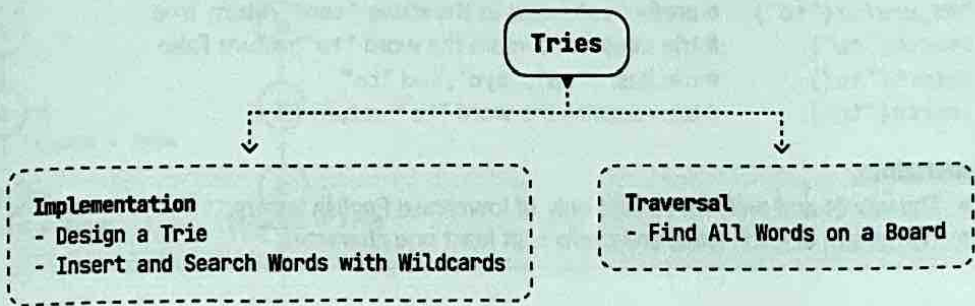 Tries
Implementation
- Design a Trie
- Insert and Search Words with Wildcards
Traversal
- Find All Words on a Board